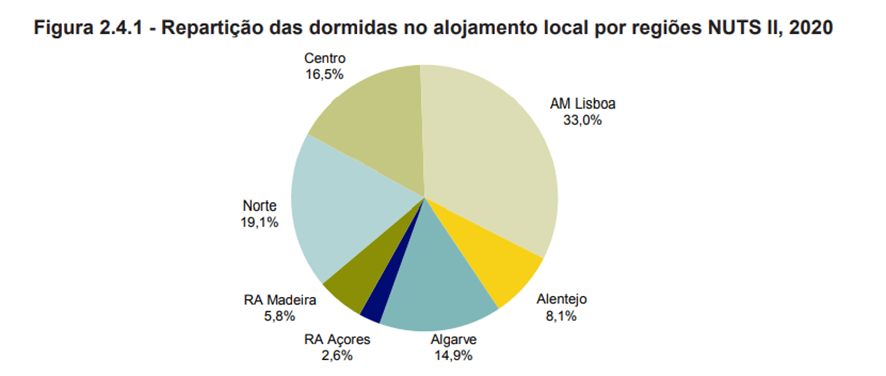 Figura 2.4.1 - Repartição das dormidas no alojamento local por regiões NUTS II, 2020
Centro
16,5%
AM Lisboa
33,0%
Norte
19,1%
RA Madeira
5,8%
Alentejo
8,1%
RA Açores
2,6%
Algarve
14,9%